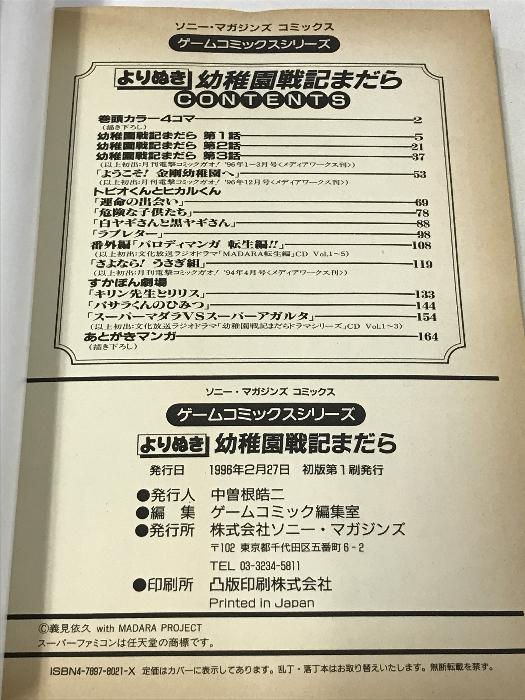 ソニー・マガジンズ コミックス
ゲームコミックスシリーズ
よりぬき 幼稚園戦記まだら
CONTENTS
巻頭カラー4コマ 2
(描き下ろし)
幼稚園戦記まだら 第1話 5
幼稚園戦記まだら 第2話 21
幼稚園戦記まだら 第3話 37
(以上初出:月刊電撃コミックガオ! '95年1〜3月号<メディアワークス刊>)
「ようこそ! 金剛幼稚園へ」 53
(以上初出:月刊電撃コミックガオ! '95年12月号<メディアワークス刊>)
トビオくんとヒカルくん
「運命の出会い」 69
「危険な子供たち」 78
「白ヤギさんと黒ヤギさん」 88
「ラブレター」 98
番外編「パロディマンガ 転生編!!」 108
(以上初出:文化放送ラジオドラマ「MADARA転生編」CD Vol.1〜5)
「さよなら! うさぎ組」 119
(以上初出:月刊電撃コミックガオ! '94年4月号<メディアワークス刊>)
すかぽん劇場
「キリン先生とリリス」 133
「バサラくんのひみつ」 144
「スーパーマダラVSスーパーアガルタ」 154
(以上初出:文化放送ラジオドラマ「幼稚園戦記まだらドラマシリーズ」CD Vol.1〜3)
あとがきマンガ 164
(描き下ろし)
ソニー・マガジンズ コミックス
ゲームコミックスシリーズ
よりぬき 幼稚園戦記まだら
発行日 1996年2月27日 初版第1刷発行
●発行人 中曽根皓二
●編 集 ゲームコミック編集室
●発行所 株式会社ソニー・マガジンズ
〒102 東京都千代田区五番町6-2
TEL 03-3234-5811
●印刷所 凸版印刷株式会社
Printed in Japan
©義見依久 with MADARA PROJECT
スーパーファミコンは任天堂の商標です。
ISBN4-7897-8021-X 定価はカバーに表示してあります。乱丁・落丁本はお取り替えいたします。無断転載を禁ず。